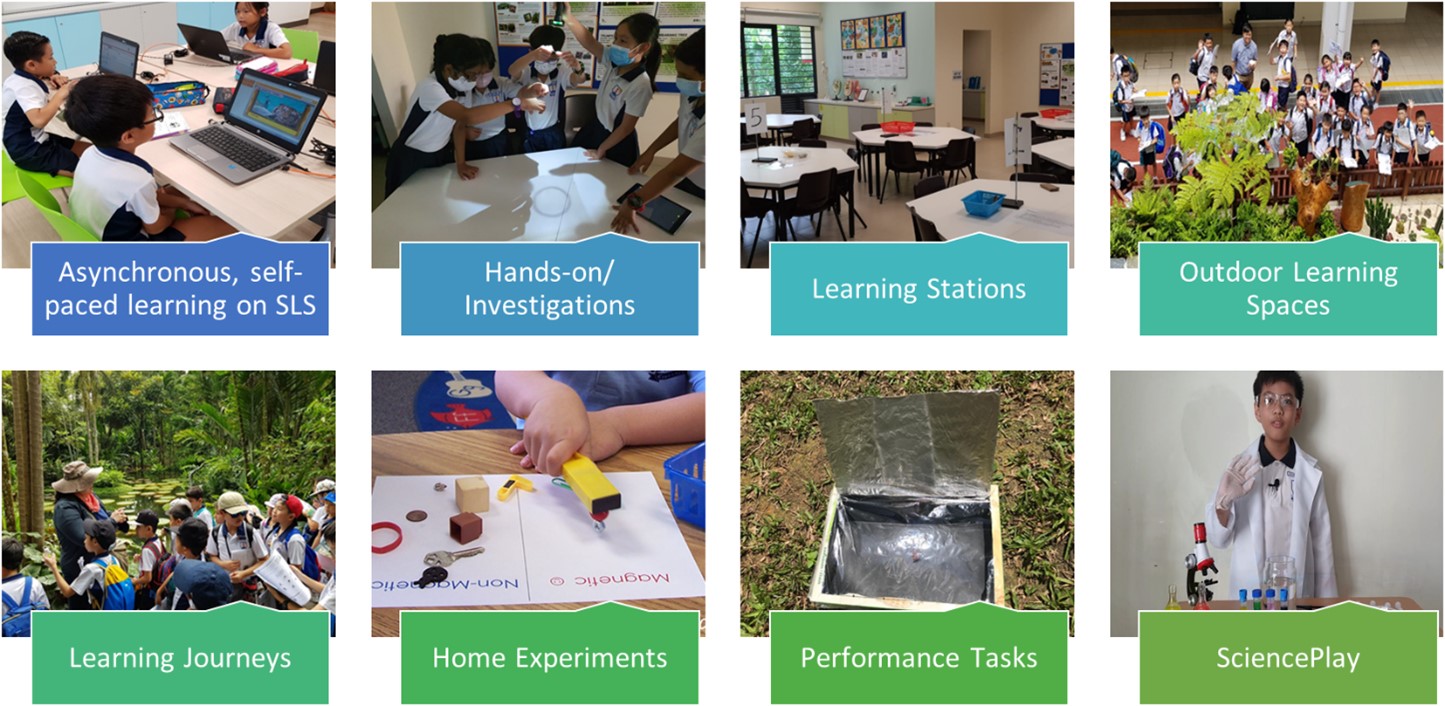 Asynchronous, self-
paced learning on SLS
Hands-on/
Investigations
5
Learning Stations
Outdoor Learning
Spaces
Learning Journeys
Non-Magnetic
Magnetic ☺
Home Experiments
Performance Tasks
SciencePlay